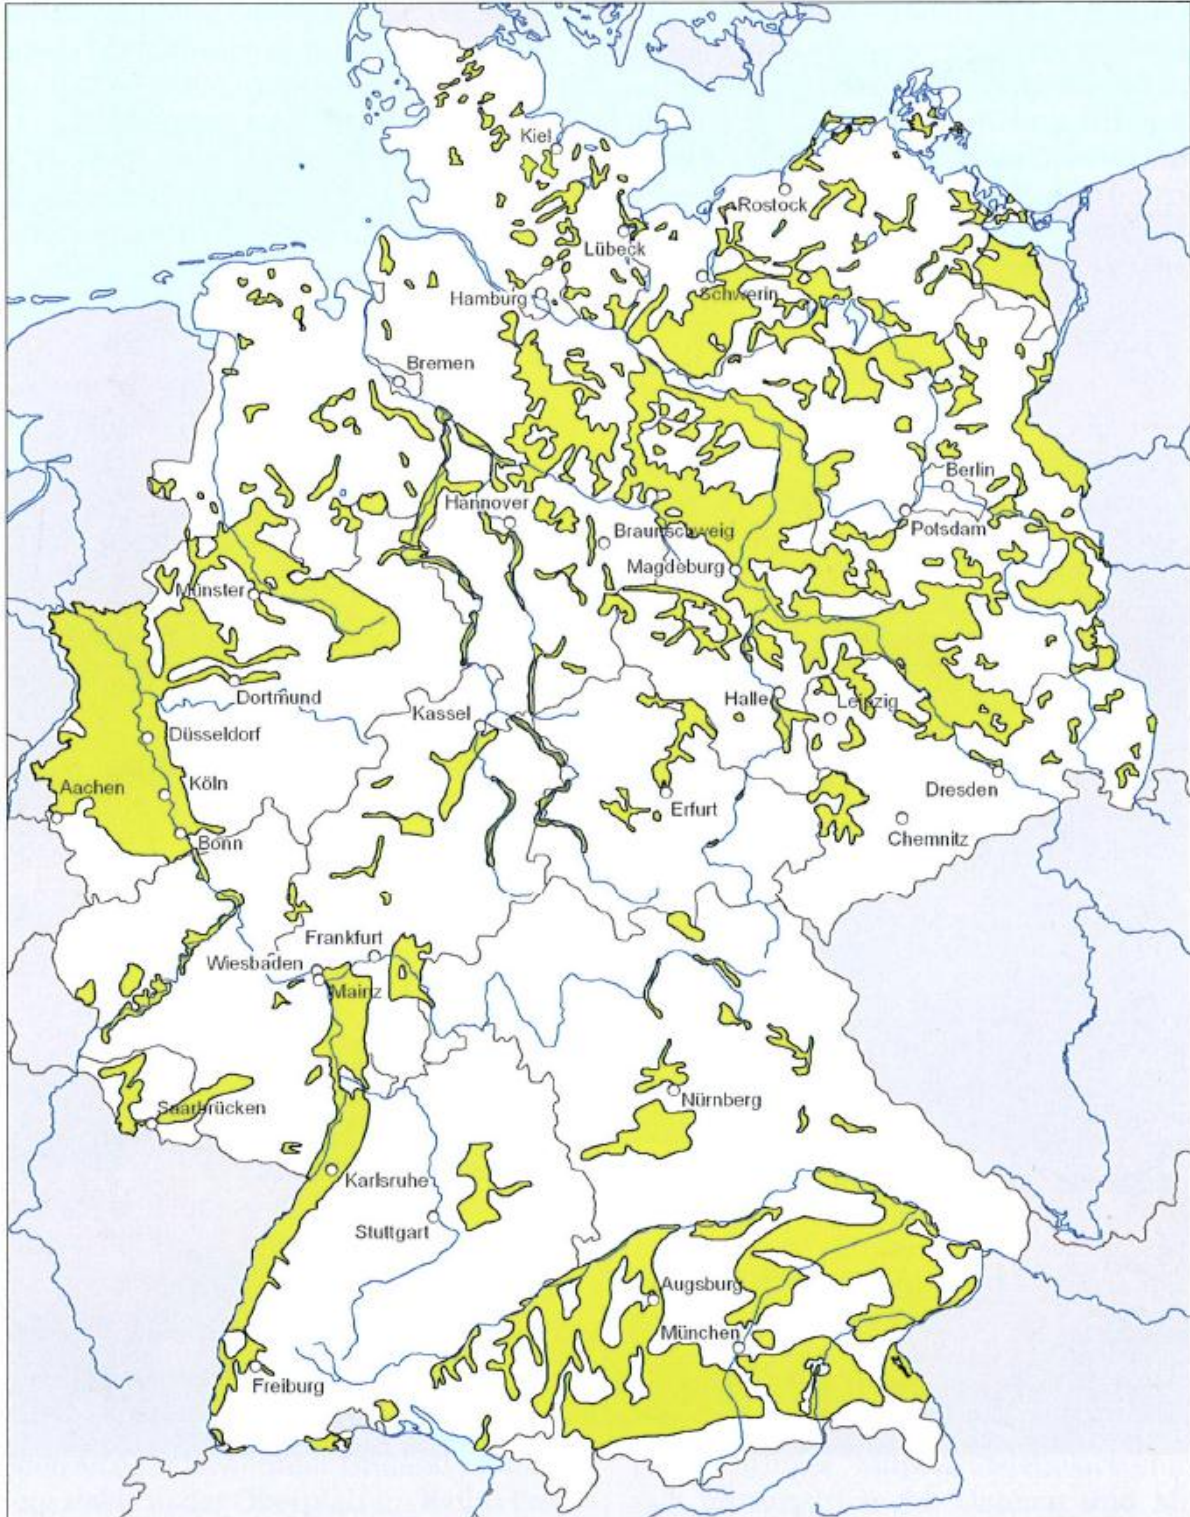 Kiel
Rostock
Lübeck
Schwerin
Hamburg
Bremen
Berlin
Hannover
Potsdam
Braunschweig
Magdeburg
Münster
Dortmund
Halle
Leipzig
Kassel
Düsseldorf
Aachen
Köln
Dresden
Erfurt
Chemnitz
Bonn
Frankfurt
Wiesbaden
Mainz
Nürnberg
Saarbrücken
Karlsruhe
Stuttgart
Augsburg
München
Freiburg